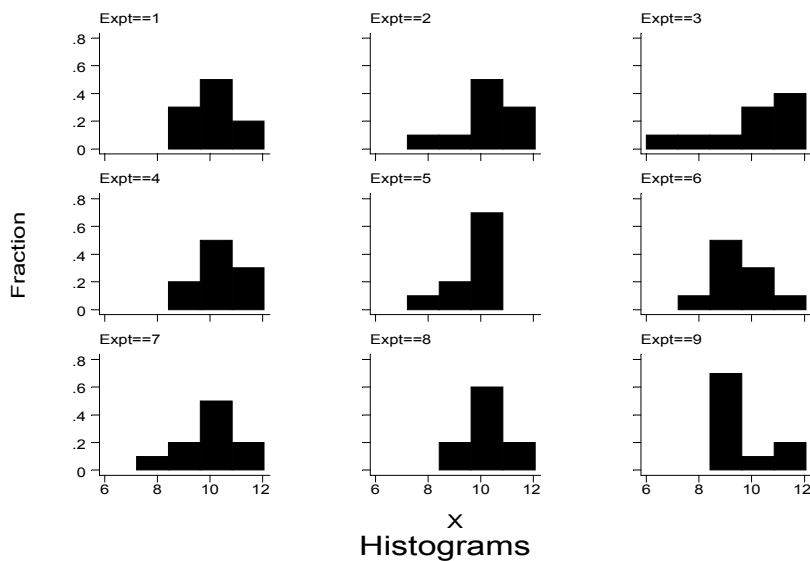 Expt==1 Expt==2 Expt==3
.8
.6
.4
.2
0
Expt==4 Expt==5 Expt==6
Fraction
.8
.6
.4
.2
0
Expt==7 Expt==8 Expt==9
.8
.6
.4
.2
0
6 8 10 12 6 8 10 12 6 8 10 12
X
Histograms